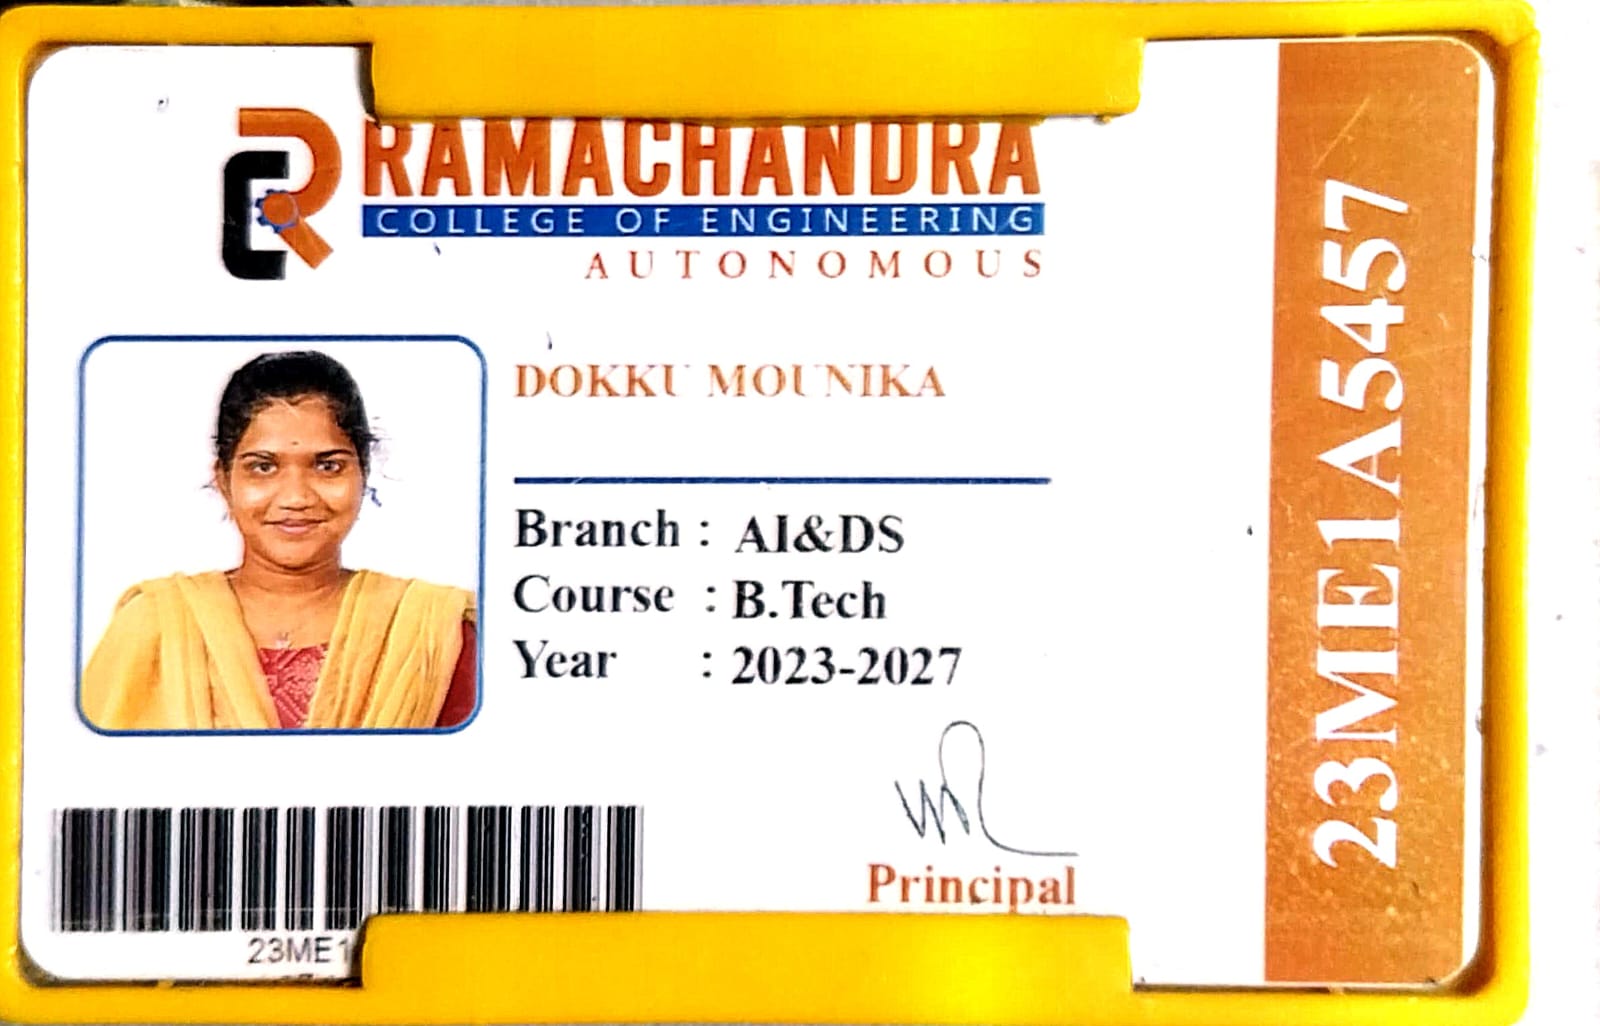 RAMACHANDRA
COLLEGE OF ENGINEERING
AUTONOMOUS
DOKKU MOUNIKA
Branch : AI&DS
Course : B.Tech
Year : 2023-2027
Principal
23ME1
23ME1A5457